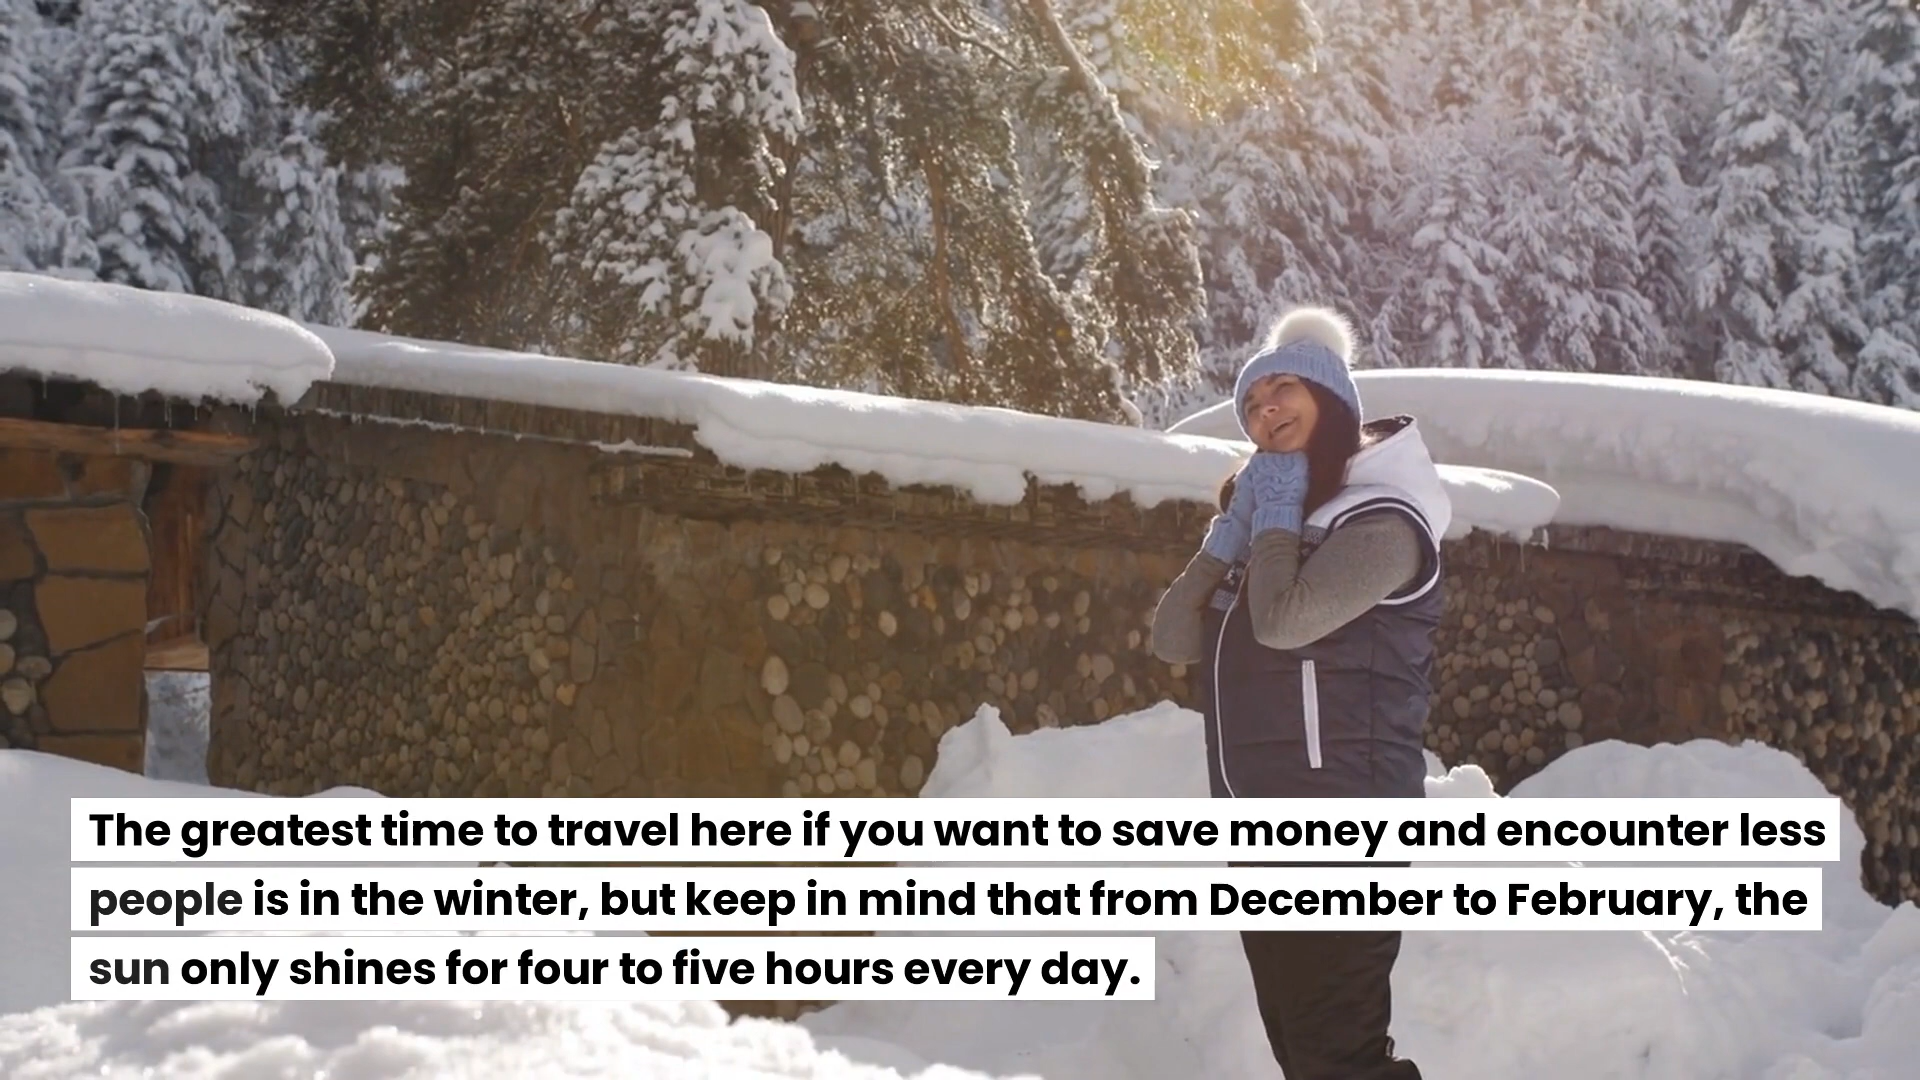 The greatest time to travel here if you want to save money and encounter less
people is in the winter, but keep in mind that from December to February, the
sun only shines for four to five hours every day.